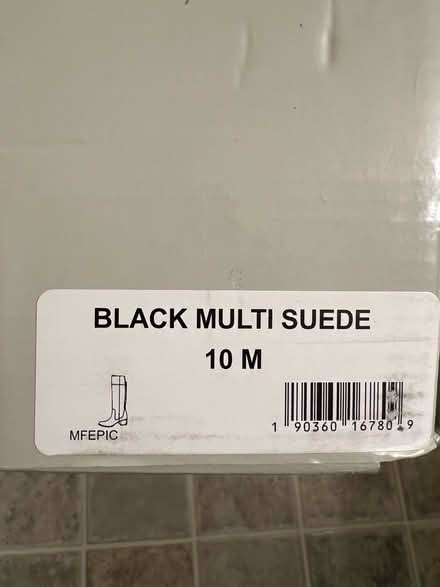 BLACK MULTI SUEDE
10 M
MFEPIC
1 90360 16780 9